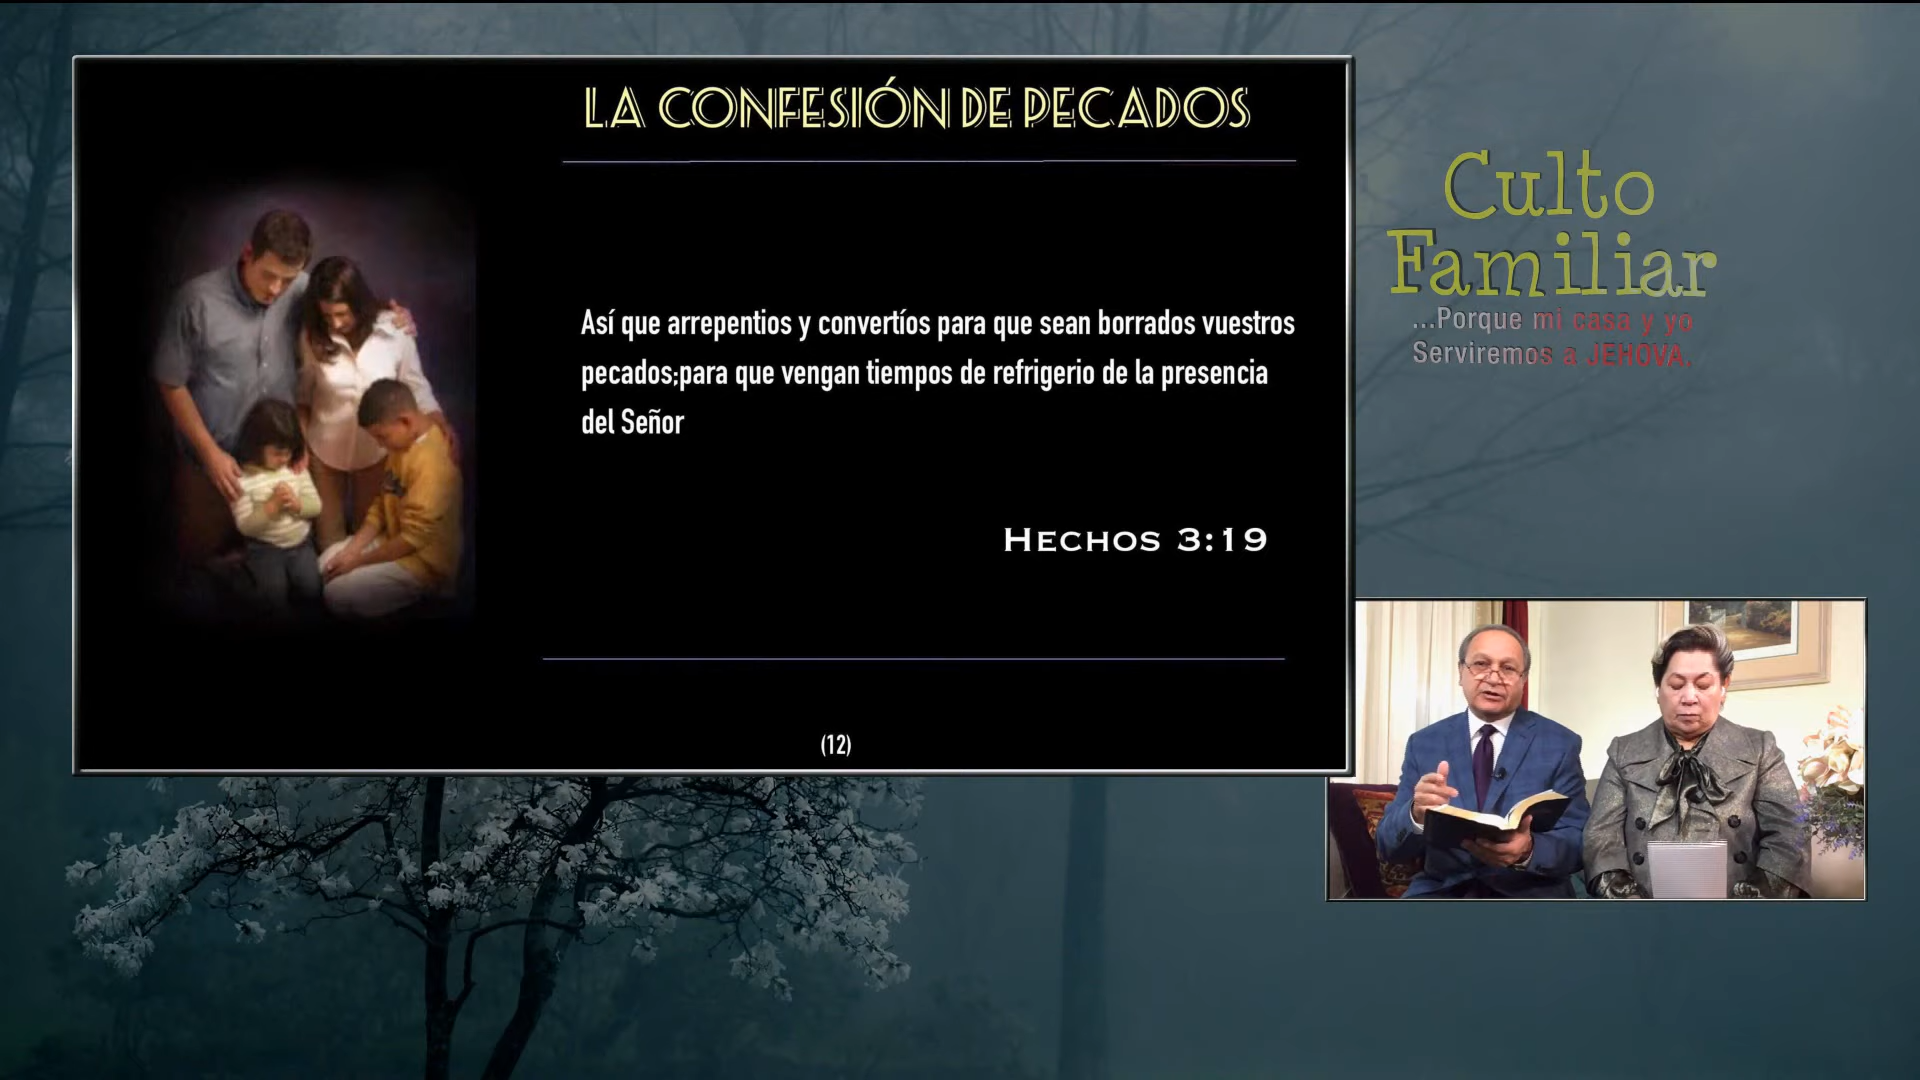 LA CONFESIÓN DE PECADOS
Así que arrepentios y convertíos para que sean borrados vuestros
pecados;para que vengan tiempos de refrigerio de la presencia
del Señor
HECHOS 3:19
(12)
Culto
Familiar
...Porque mi casa y yo
Serviremos a JEHOVA.